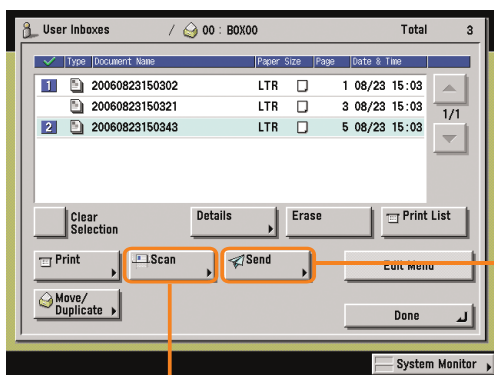 User Inboxes / 00 : BOX00 Total 3
Type Document Name Paper Size Page Date & Time
1 20060823150302 LTR 1 08/23 15:03
20060823150321 LTR 3 08/23 15:03
2 20060823150343 LTR 5 08/23 15:03
1/1
Clear Selection
Details
Erase
Print List
Print
Scan
Send
Edit Menu
Move/ Duplicate
Done
System Monitor